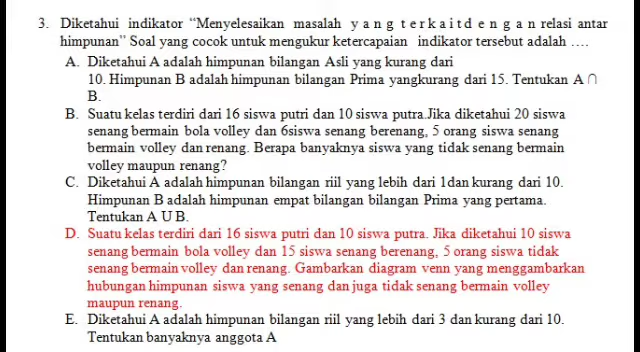 3. Diketahui indikator “Menyelesaikan masalah y a n g t e r k a i t d e n g a n relasi antar
himpunan” Soal yang cocok untuk mengukur ketercapaian indikator tersebut adalah ….
A. Diketahui A adalah himpunan bilangan Asli yang kurang dari
10. Himpunan B adalah himpunan bilangan Prima yangkurang dari 15. Tentukan A ∩
B.
B. Suatu kelas terdiri dari 16 siswa putri dan 10 siswa putra.Jika diketahui 20 siswa
senang bermain bola volley dan 6siswa senang berenang, 5 orang siswa senang
bermain volley dan renang. Berapa banyaknya siswa yang tidak senang bermain
volley maupun renang?
C. Diketahui A adalah himpunan bilangan riil yang lebih dari 1dan kurang dari 10.
Himpunan B adalah himpunan empat bilangan bilangan Prima yang pertama.
Tentukan A U B.
D. Suatu kelas terdiri dari 16 siswa putri dan 10 siswa putra. Jika diketahui 10 siswa
senang bermain bola volley dan 15 siswa senang berenang, 5 orang siswa tidak
senang bermain volley dan renang. Gambarkan diagram venn yang menggambarkan
hubungan himpunan siswa yang senang dan juga tidak senang bermain volley
maupun renang.
E. Diketahui A adalah himpunan bilangan riil yang lebih dari 3 dan kurang dari 10.
Tentukan banyaknya anggota A